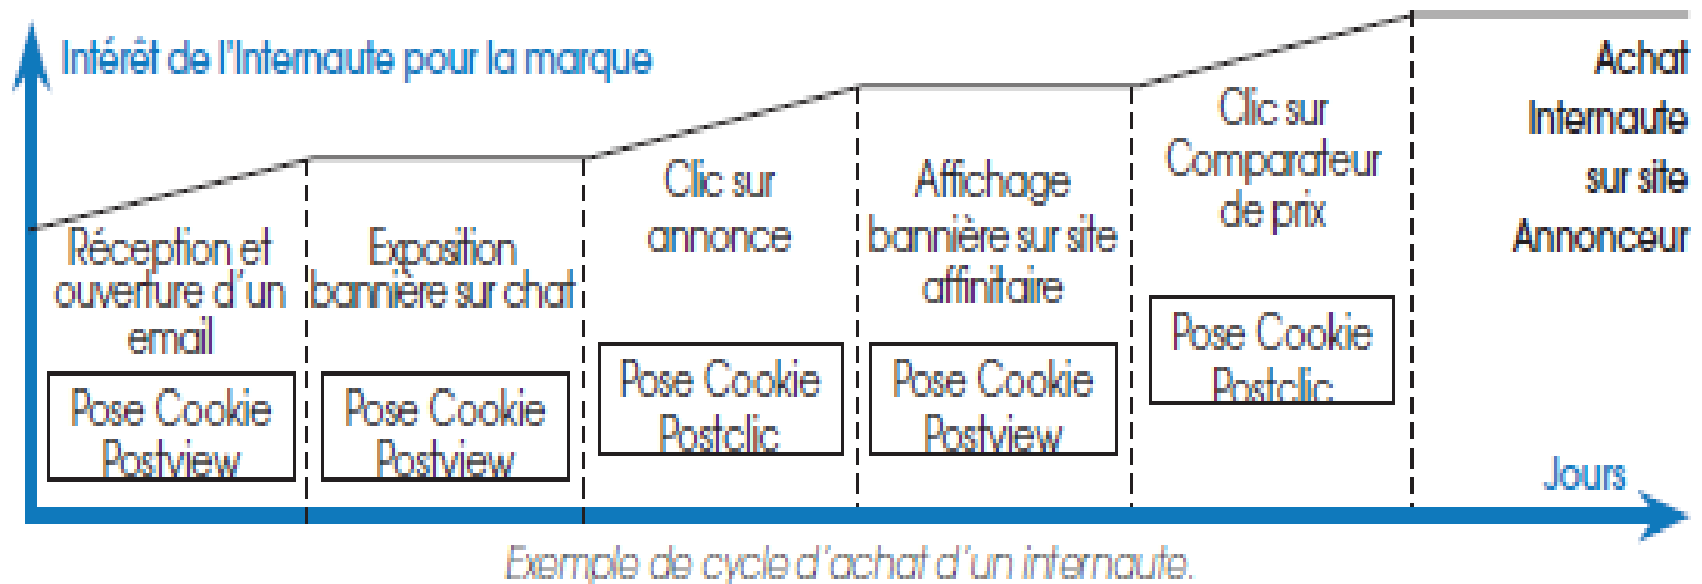 Intérêt de l'Internaute pour la marque
Réception et
ouverture d'un
email
Pose Cookie
Postview
Exposition
bannière sur chat
Pose Cookie
Postview
Clic sur
annonce
Pose Cookie
Postclic
Affichage
bannière sur site
affinitaire
Pose Cookie
Postview
Clic sur
Comparateur
de prix
Pose Cookie
Postclic
Achat
Internaute
sur site
Annonceur
Jours
Exemple de cycle d'achat d'un internaute.